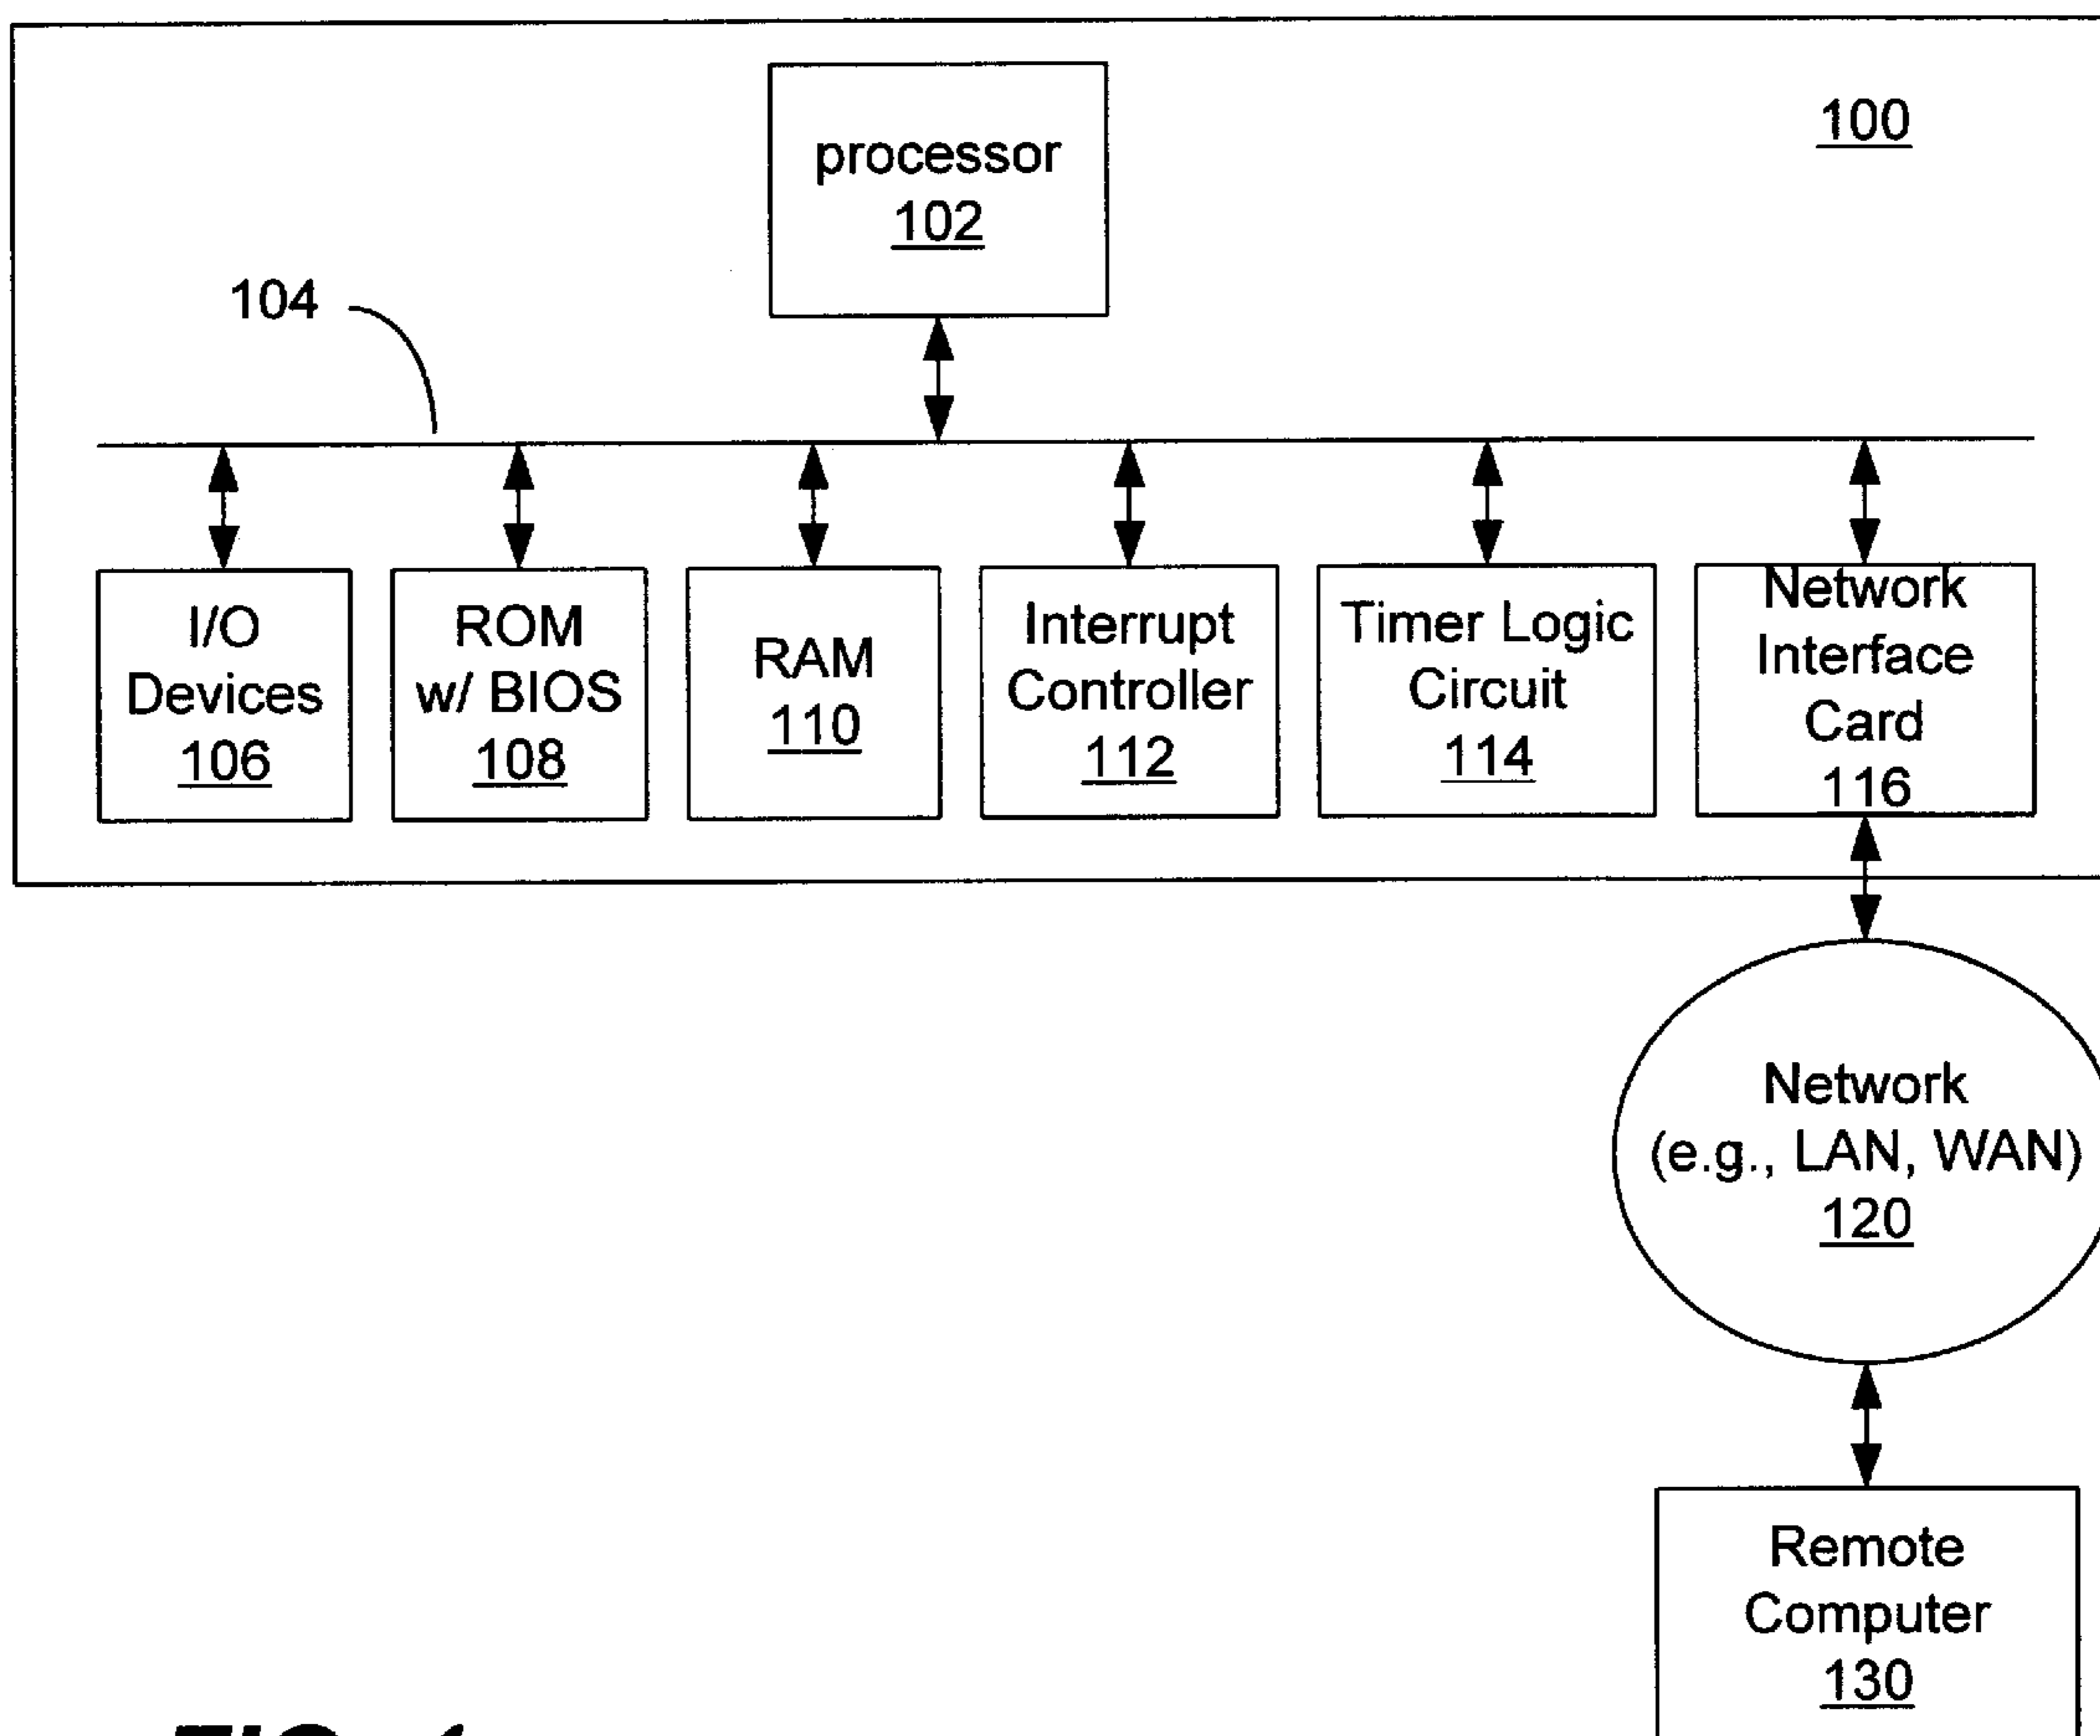 100
processor
102
104
I/O
Devices
106
ROM
w/ BIOS
108
RAM
110
Interrupt
Controller
112
Timer Logic
Circuit
114
Network
Interface
Card
116
Network
(e.g., LAN, WAN)
120
Remote
Computer
130